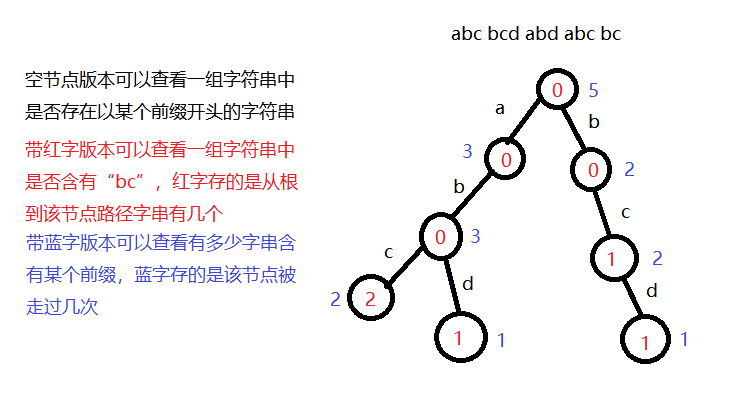 abc bcd abd abc bc
空节点版本可以查看一组字符串中
是否存在以某个前缀开头的字符串
带红字版本可以查看一组字符串中
是否含有“bc”，红字存的是从根
到该节点路径字串有几个
带蓝字版本可以查看有多少字串含
有某个前缀，蓝字存的是该节点被
走过几次
0 5
a b
3 0 0 2
b c
0 3 1 2
c d d
2 2 1 1 1 1